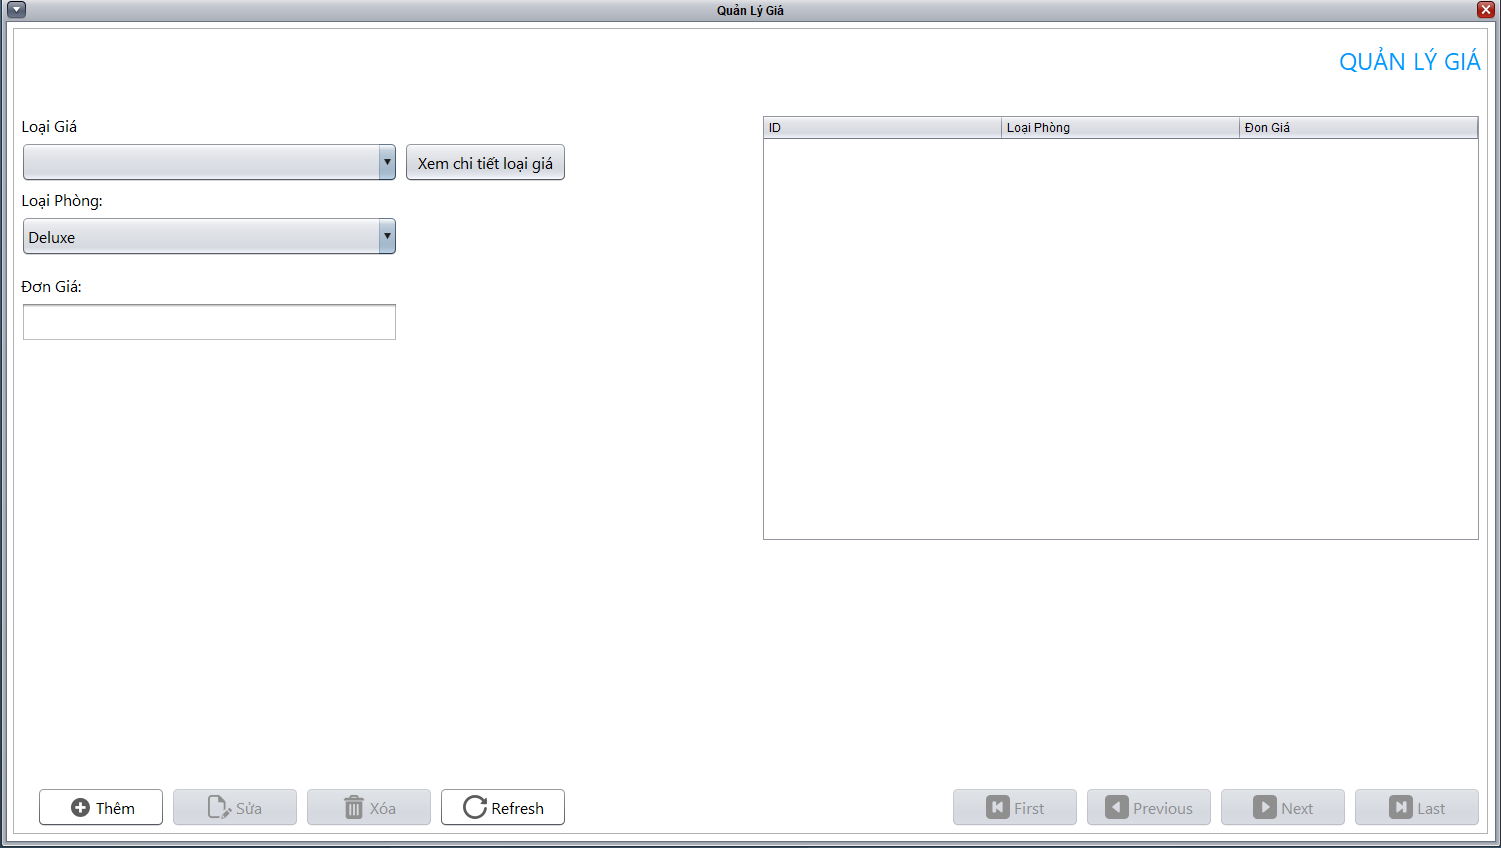 Quản Lý Giá
QUẢN LÝ GIÁ
Loại Giá
Xem chi tiết loại giá
Loại Phòng:
Deluxe
Đơn Giá:
ID Loại Phòng Đon Giá
Thêm Sửa Xóa Refresh
First Previous Next Last